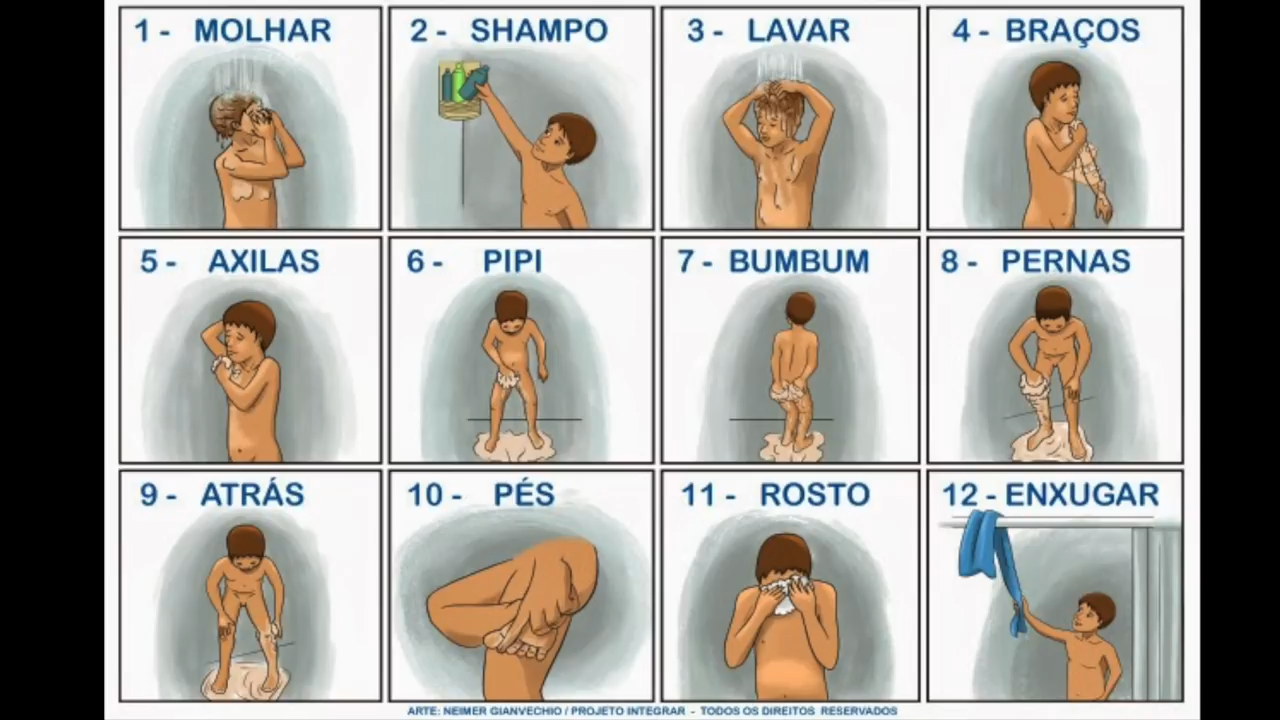 1 - MOLHAR
2 - SHAMPO
3 - LAVAR
4 - BRAÇOS
5 - AXILAS
6 - PIPI
7 - BUMBUM
8 - PERNAS
9 - ATRÁS
10 - PÉS
11 - ROSTO
12 - ENXUGAR
ARTE: NEIMER GIANVECHIO / PROJETO INTEGRAR - TODOS OS DIREITOS RESERVADOS